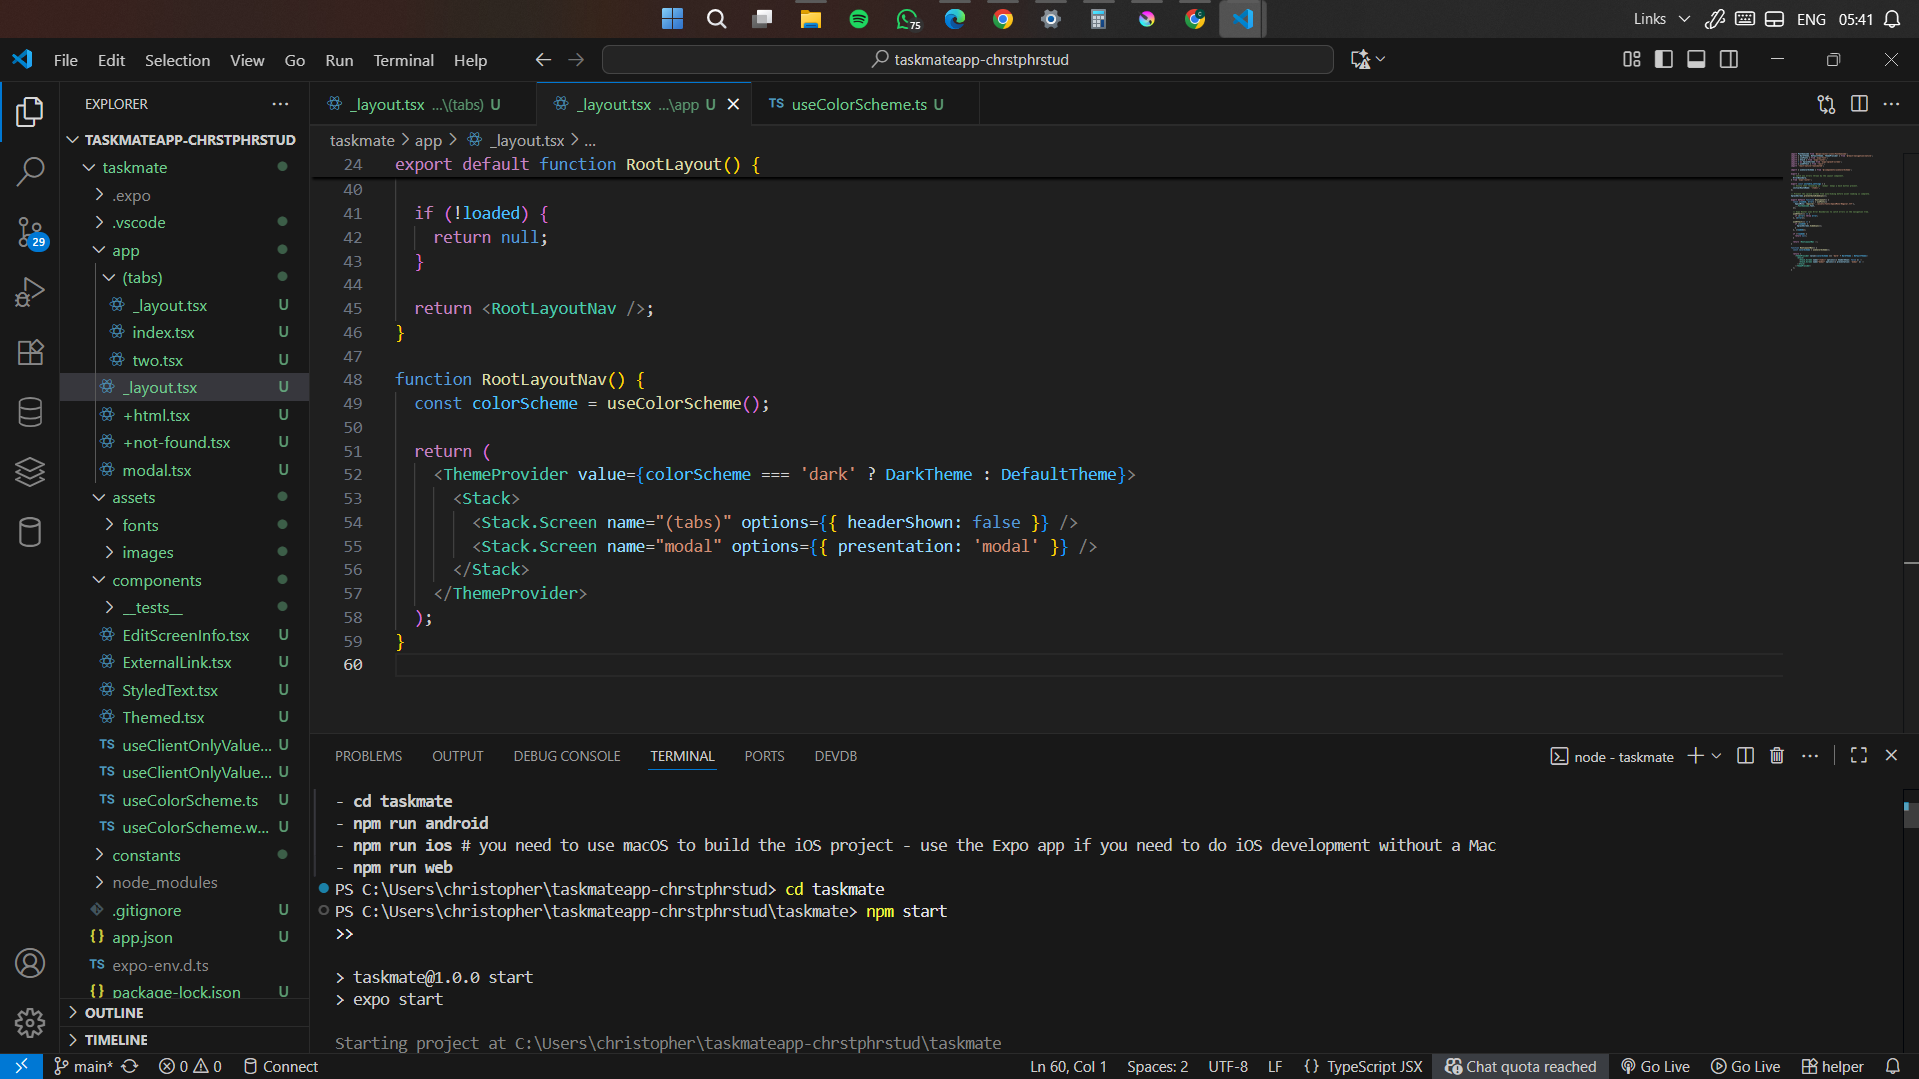 75
Links
ENG
05:41
File Edit Selection View Go Run Terminal Help
taskmateapp-chrstphrstud
EXPLORER
TASKMATEAPP-CHRSTPHRSTUD
taskmate
.expo
.vscode
app
(tabs)
_layout.tsx U
index.tsx U
two.tsx U
_layout.tsx U
+html.tsx U
+not-found.tsx U
modal.tsx U
assets
fonts
images
components
__tests__
EditScreenInfo.tsx U
ExternalLink.tsx U
StyledText.tsx U
Themed.tsx U
TS useClientOnlyValue... U
TS useClientOnlyValue... U
TS useColorScheme.ts U
TS useColorScheme.w... U
constants
node_modules
.gitignore U
{} app.json U
TS expo-env.d.ts
{} package-lock.json U
OUTLINE
TIMELINE
29
_layout.tsx ...\(tabs) U
_layout.tsx ...\app U
TS useColorScheme.ts U
taskmate > app > _layout.tsx > ...
24 export default function RootLayout() {
40
41 if (!loaded) {
42 return null;
43 }
44
45 return <RootLayoutNav />;
46 }
47
48 function RootLayoutNav() {
49 const colorScheme = useColorScheme();
50
51 return (
52 <ThemeProvider value={colorScheme === 'dark' ? DarkTheme : DefaultTheme}>
53 <Stack>
54 <Stack.Screen name="(tabs)" options={{ headerShown: false }} />
55 <Stack.Screen name="modal" options={{ presentation: 'modal' }} />
56 </Stack>
57 </ThemeProvider>
58 );
59 }
60
PROBLEMS OUTPUT DEBUG CONSOLE TERMINAL PORTS DEVDB
node - taskmate
- cd taskmate
- npm run android
- npm run ios # you need to use macOS to build the iOS project - use the Expo app if you need to do iOS development without a Mac
- npm run web
PS C:\Users\christopher\taskmateapp-chrstphrstud> cd taskmate
PS C:\Users\christopher\taskmateapp-chrstphrstud\taskmate> npm start
>>
> taskmate@1.0.0 start
> expo start
Starting project at C:\Users\christopher\taskmateapp-chrstphrstud\taskmate
main* 0 0 Connect
Ln 60, Col 1 Spaces: 2 UTF-8 LF {} TypeScript JSX Chat quota reached Go Live Go Live helper